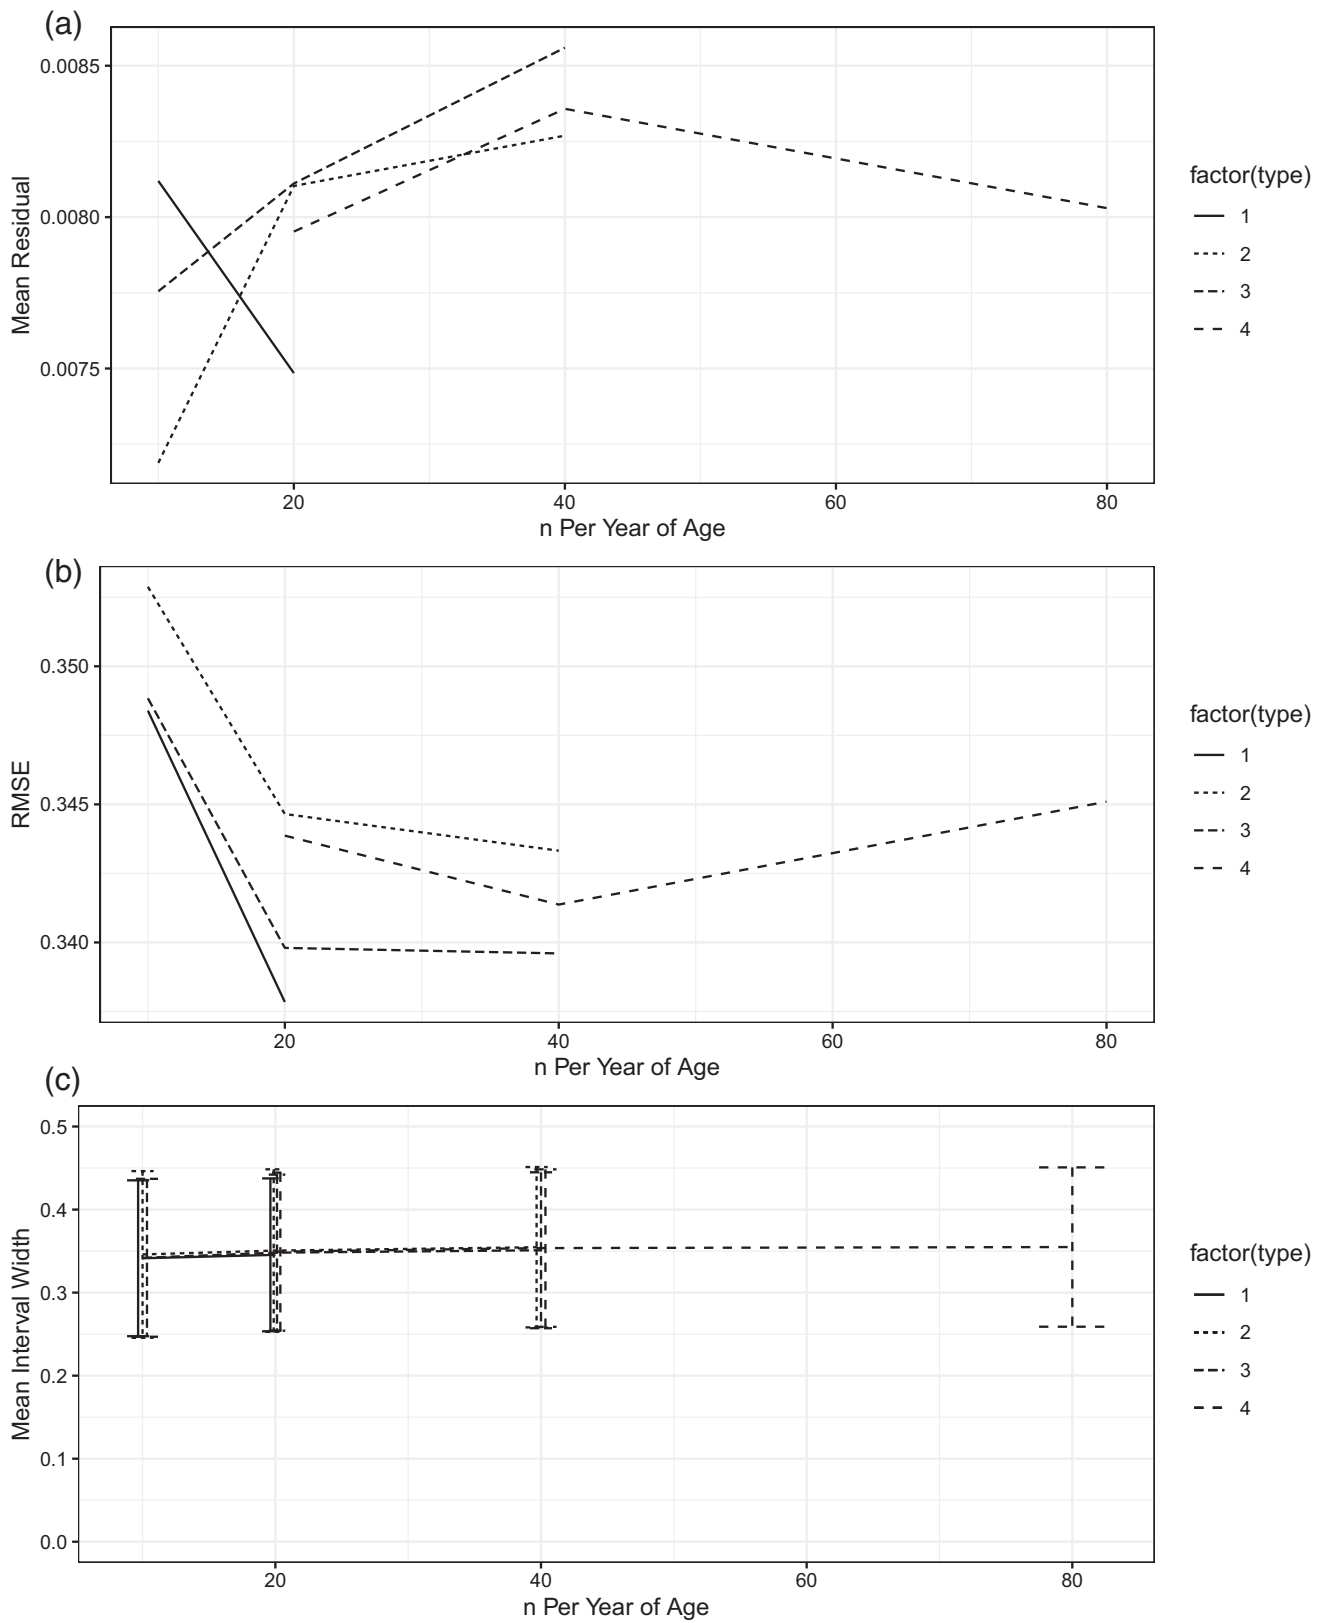 (a)
0.0085
0.0080
0.0075
Mean Residual
20 40 60 80
n Per Year of Age
factor(type)
1
2
3
4
(b)
0.350
0.345
0.340
RMSE
20 40 60 80
n Per Year of Age
factor(type)
1
2
3
4
(c)
0.5
0.4
0.3
0.2
0.1
0.0
Mean Interval Width
20 40 60 80
n Per Year of Age
factor(type)
1
2
3
4